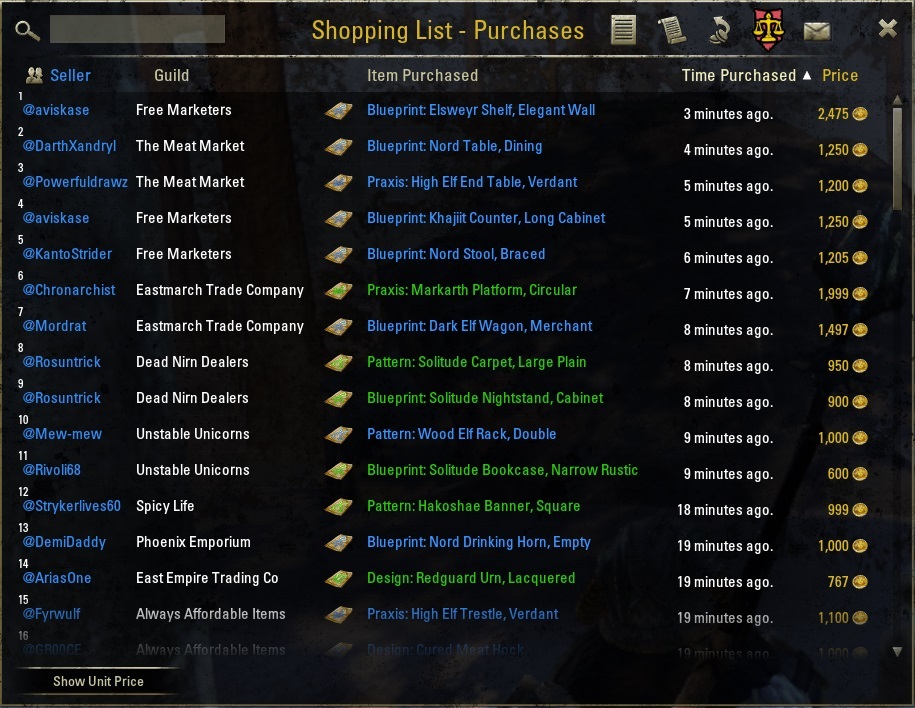 Shopping List - Purchases
Seller Guild Item Purchased Time Purchased ▲ Price
1
@aviskase Free Marketers Blueprint: Elsweyr Shelf, Elegant Wall 3 minutes ago. 2,475
2
@DarthXandryl The Meat Market Blueprint: Nord Table, Dining 4 minutes ago. 1,250
3
@Powerfuldrawz The Meat Market Praxis: High Elf End Table, Verdant 5 minutes ago. 1,200
4
@aviskase Free Marketers Blueprint: Khajiit Counter, Long Cabinet 5 minutes ago. 1,250
5
@KantoStrider Free Marketers Blueprint: Nord Stool, Braced 6 minutes ago. 1,205
6
@Chronarchist Eastmarch Trade Company Praxis: Markarth Platform, Circular 7 minutes ago. 1,999
7
@Mordrat Eastmarch Trade Company Blueprint: Dark Elf Wagon, Merchant 8 minutes ago. 1,497
8
@Rosuntrick Dead Nirn Dealers Pattern: Solitude Carpet, Large Plain 8 minutes ago. 950
9
@Rosuntrick Dead Nirn Dealers Blueprint: Solitude Nightstand, Cabinet 8 minutes ago. 900
10
@Mew-mew Unstable Unicorns Pattern: Wood Elf Rack, Double 9 minutes ago. 1,000
11
@Rivoli68 Unstable Unicorns Blueprint: Solitude Bookcase, Narrow Rustic 9 minutes ago. 600
12
@Strykerlives60 Spicy Life Pattern: Hakoshae Banner, Square 18 minutes ago. 999
13
@DemiDaddy Phoenix Emporium Blueprint: Nord Drinking Horn, Empty 19 minutes ago. 1,000
14
@AriasOne East Empire Trading Co Design: Redguard Urn, Lacquered 19 minutes ago. 767
15
@Fyrwulf Always Affordable Items Praxis: High Elf Trestle, Verdant 19 minutes ago. 1,100
16
Always Affordable Items Design: Cured Meat Hock 19 minutes ago.
Show Unit Price